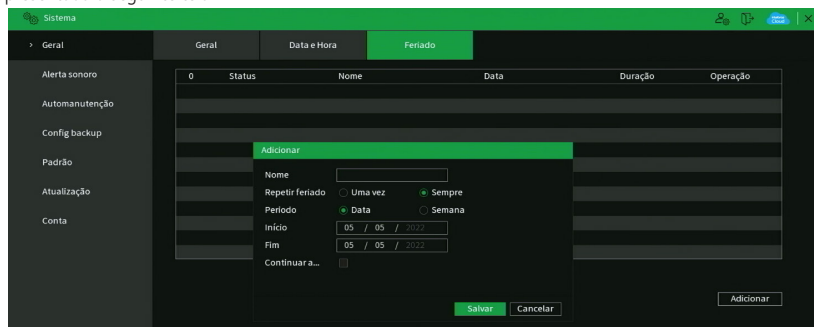 Sistema
Geral
Geral Data e Hora Feriado
Alerta sonoro
Automanutenção
Config backup
Padrão
Atualização
Conta
0 Status Nome Data Duração Operação
Adicionar
Nome
Repetir feriado Uma vez Sempre
Periodo Data Semana
Início 05 / 05 / 2022
Fim 05 / 05 / 2022
Continuar a...
Salvar Cancelar
Adicionar